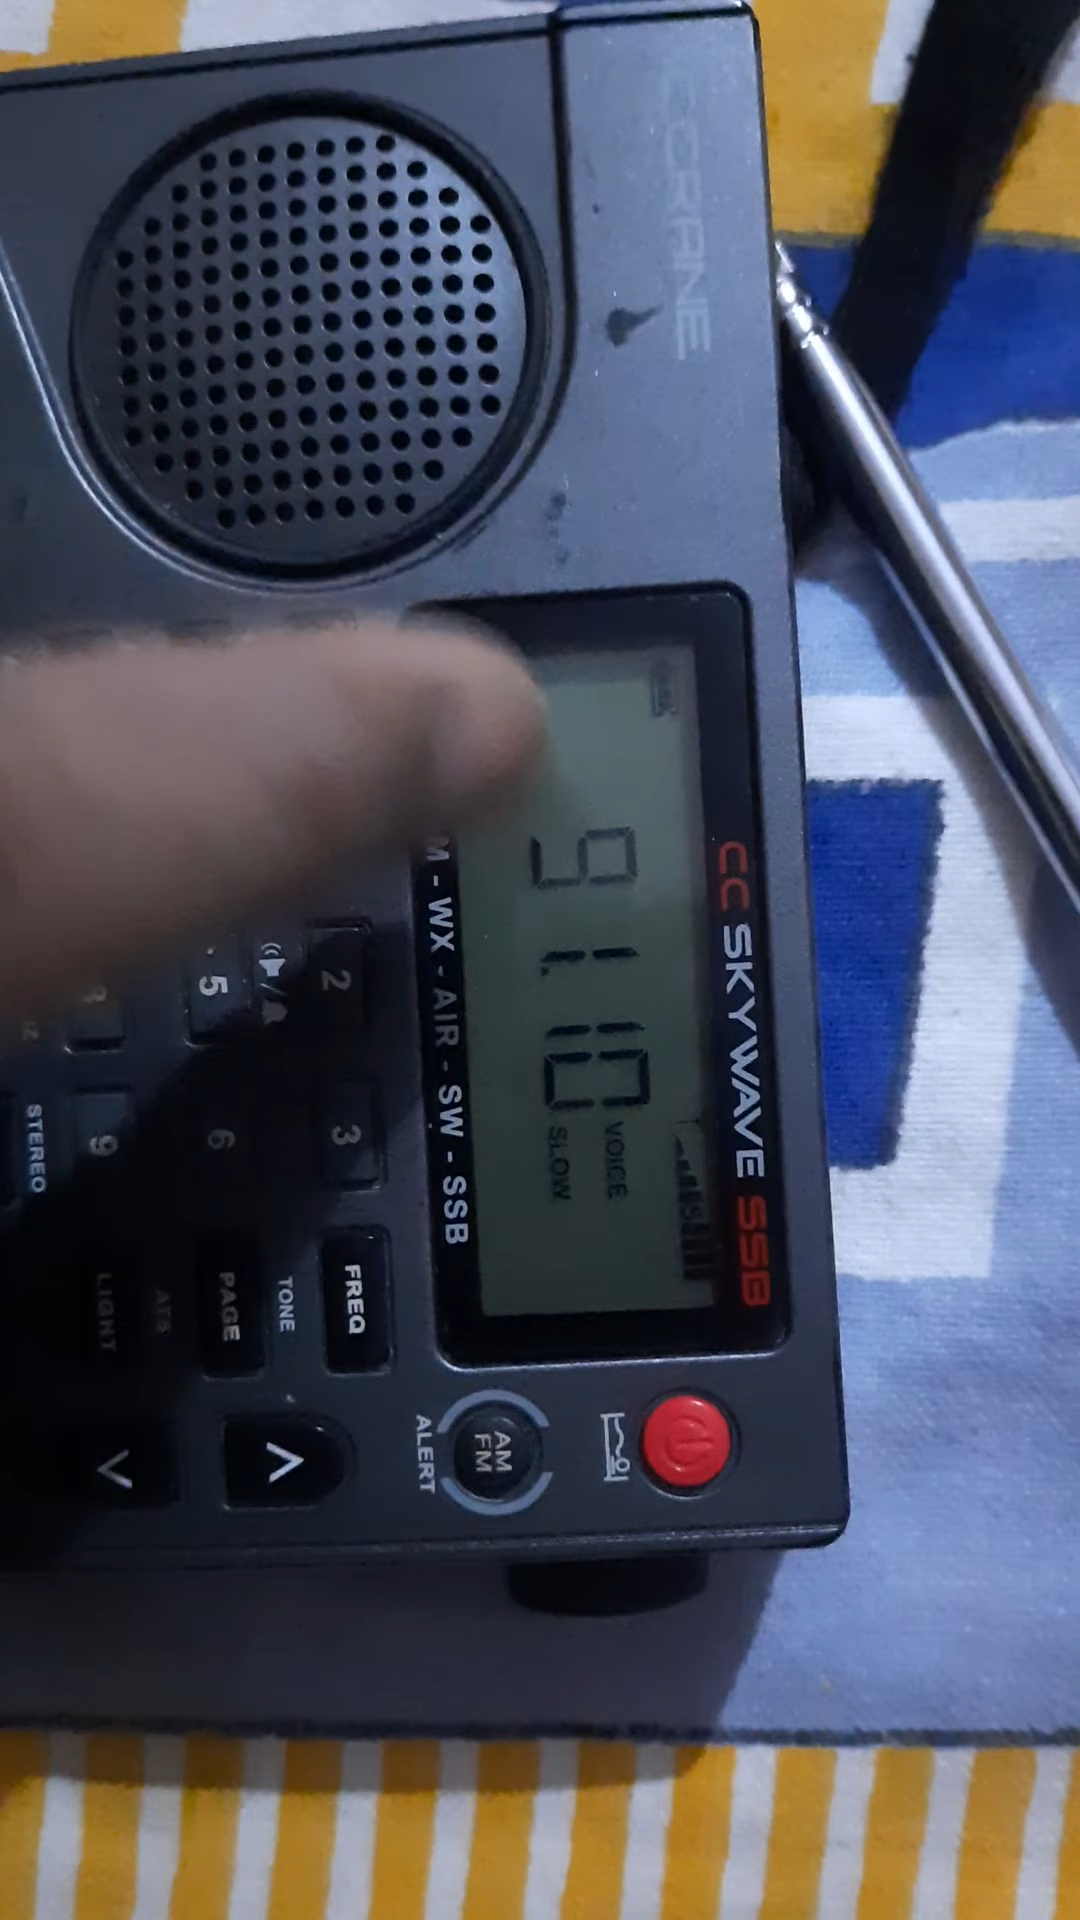 CCRANE
CC SKYWAVE SSB
91.10
VOICE
SLOW
WX - AIR - SW - SSB
2
3
FREQ
5
6
TONE
PAGE
ATS
9
LIGHT
STEREO
AM
FM
ALERT